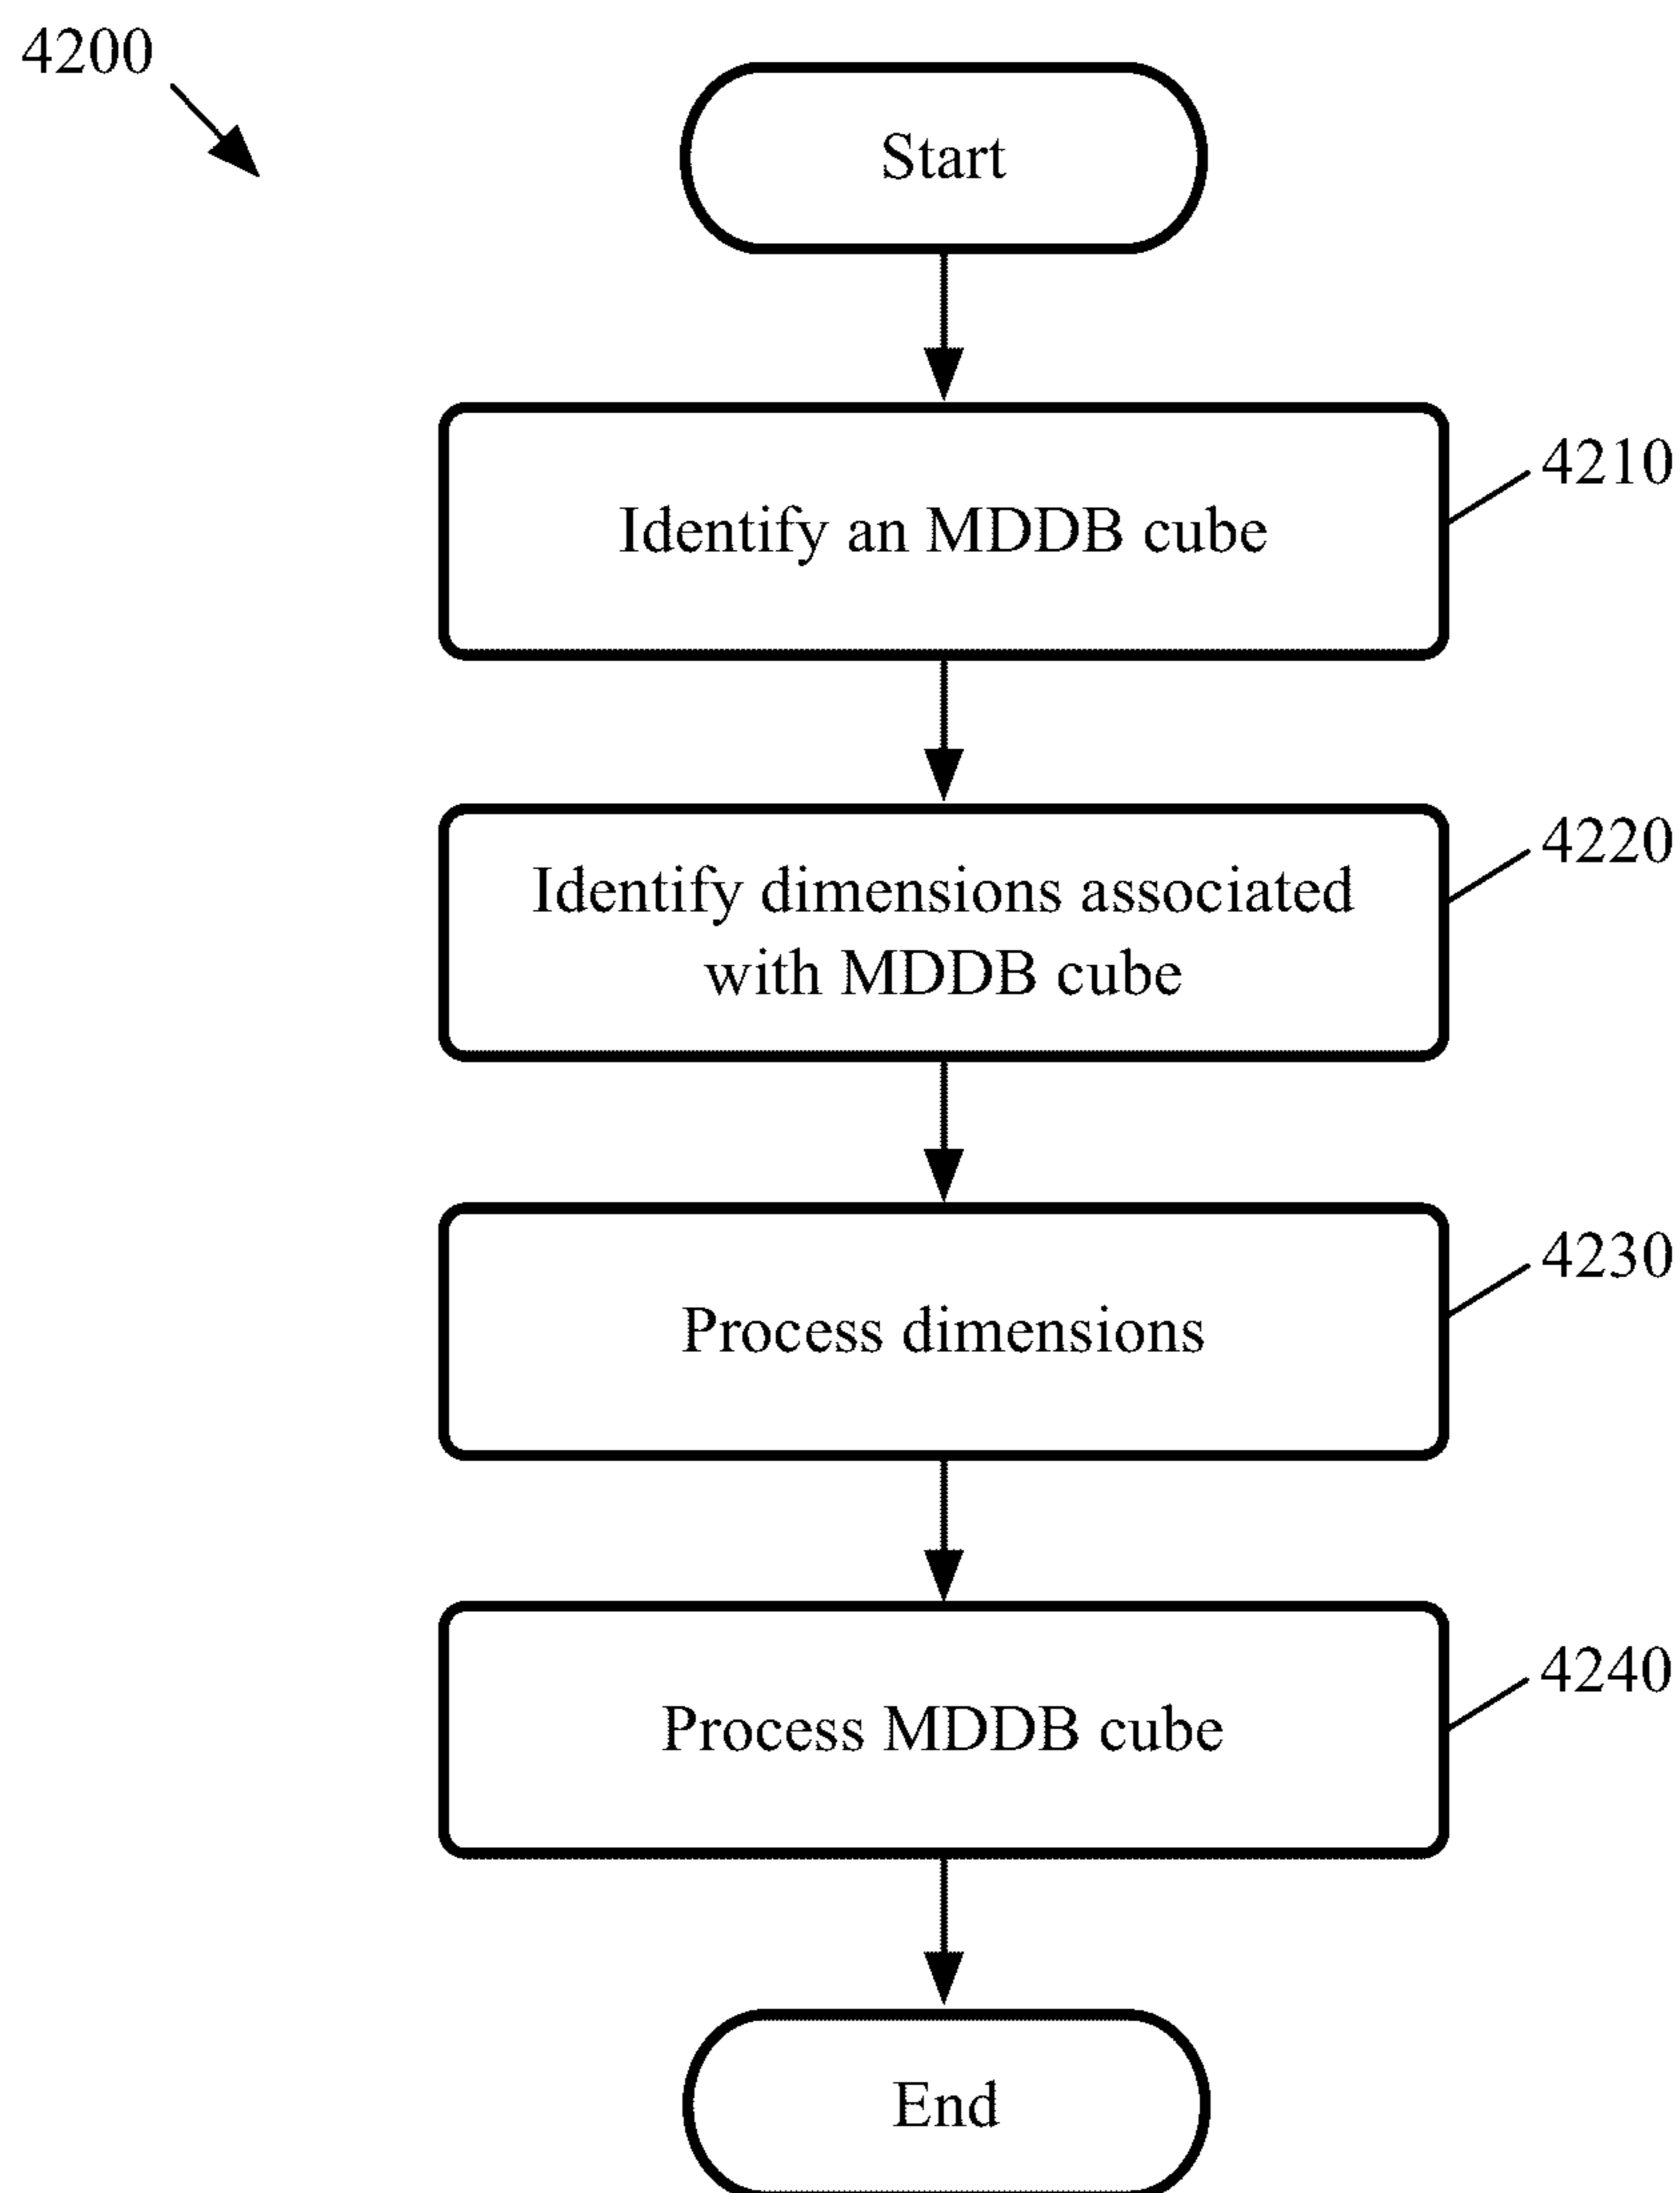 4200
Start
Identify an MDDB cube
4210
Identify dimensions associated
with MDDB cube
4220
Process dimensions
4230
Process MDDB cube
4240
End